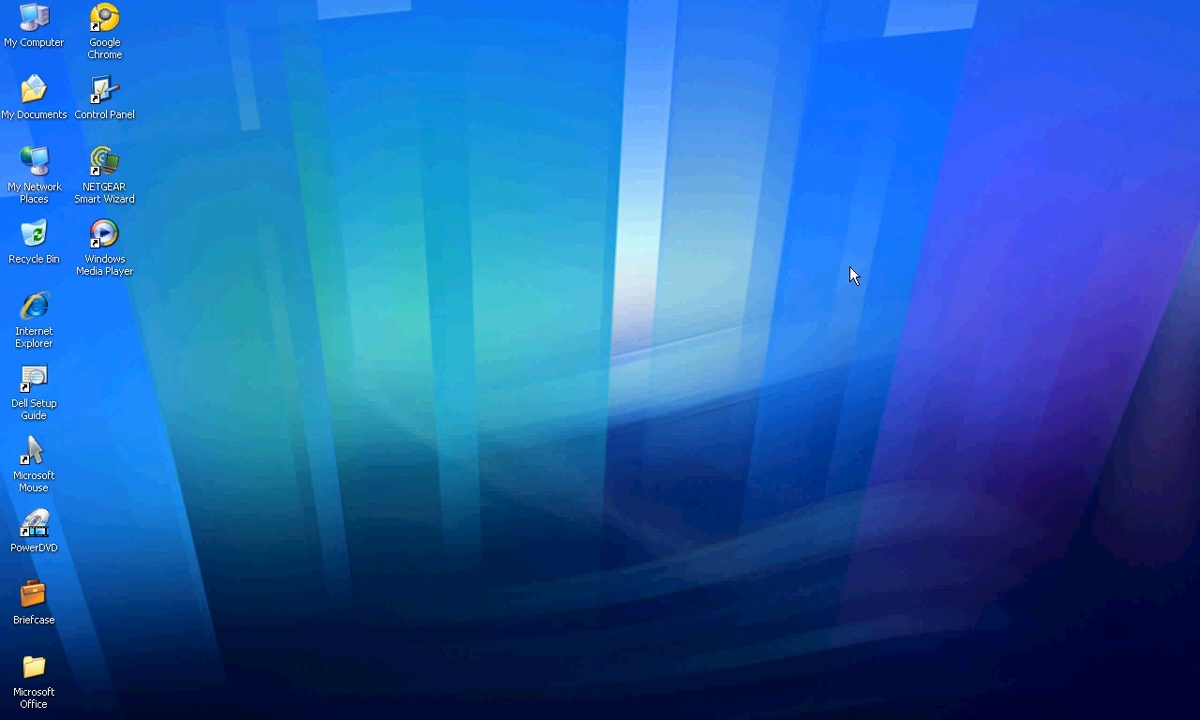 My Computer
Google
Chrome
My Documents
Control Panel
My Network
Places
NETGEAR
Smart Wizard
Recycle Bin
Windows
Media Player
Internet
Explorer
Dell Setup
Guide
Microsoft
Mouse
PowerDVD
Briefcase
Microsoft
Office